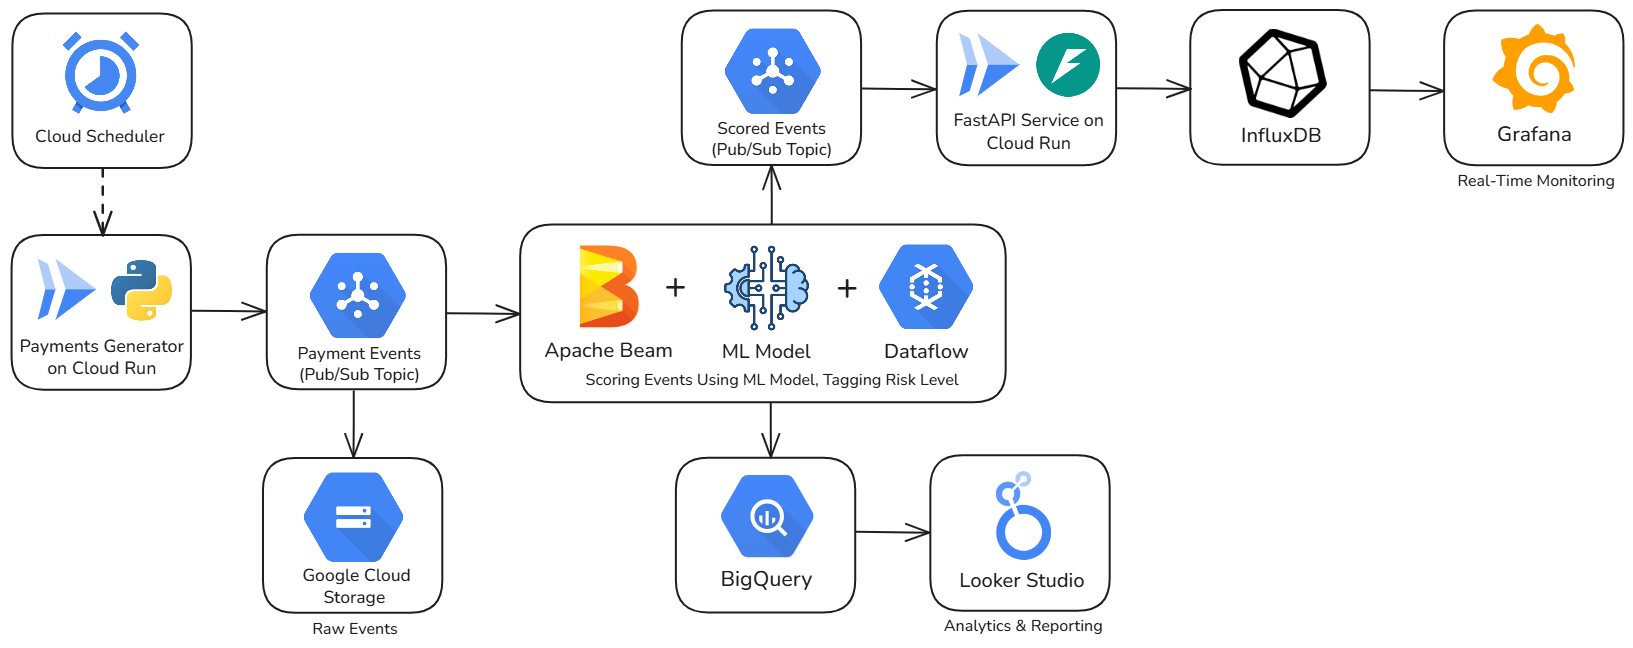 Cloud Scheduler
Payments Generator
on Cloud Run
Payment Events
(Pub/Sub Topic)
Google Cloud
Storage
Raw Events
Apache Beam
+
ML Model
+
Dataflow
Scoring Events Using ML Model, Tagging Risk Level
Scored Events
(Pub/Sub Topic)
FastAPI Service on
Cloud Run
InfluxDB
Grafana
Real-Time Monitoring
BigQuery
Looker Studio
Analytics & Reporting